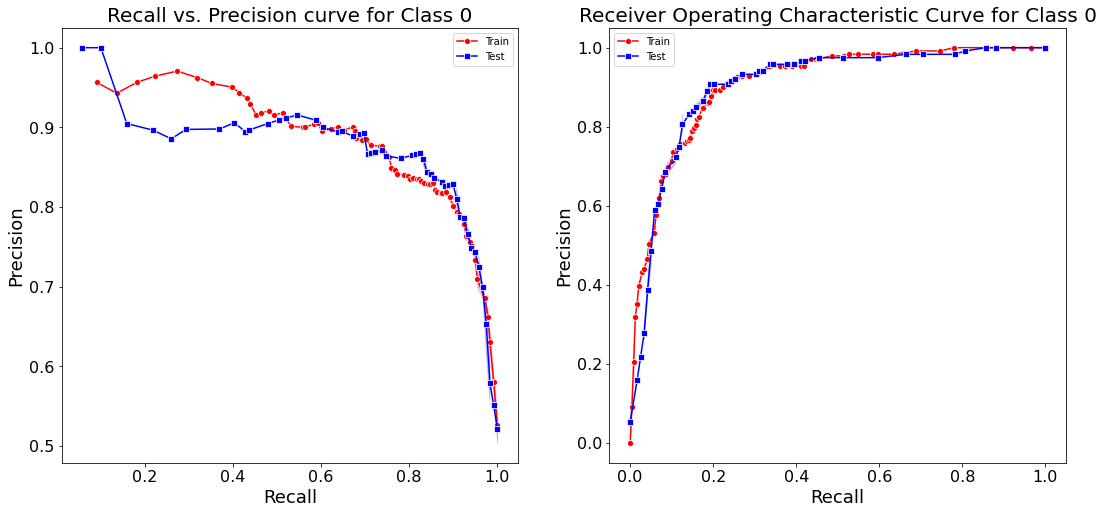 Recall vs. Precision curve for Class 0
Train
Test
1.0
0.9
0.8
0.7
0.6
0.5
Precision
0.2
0.4
0.6
0.8
1.0
Recall
Receiver Operating Characteristic Curve for Class 0
Train
Test
1.0
0.8
0.6
0.4
0.2
0.0
Precision
0.0
0.2
0.4
0.6
0.8
1.0
Recall